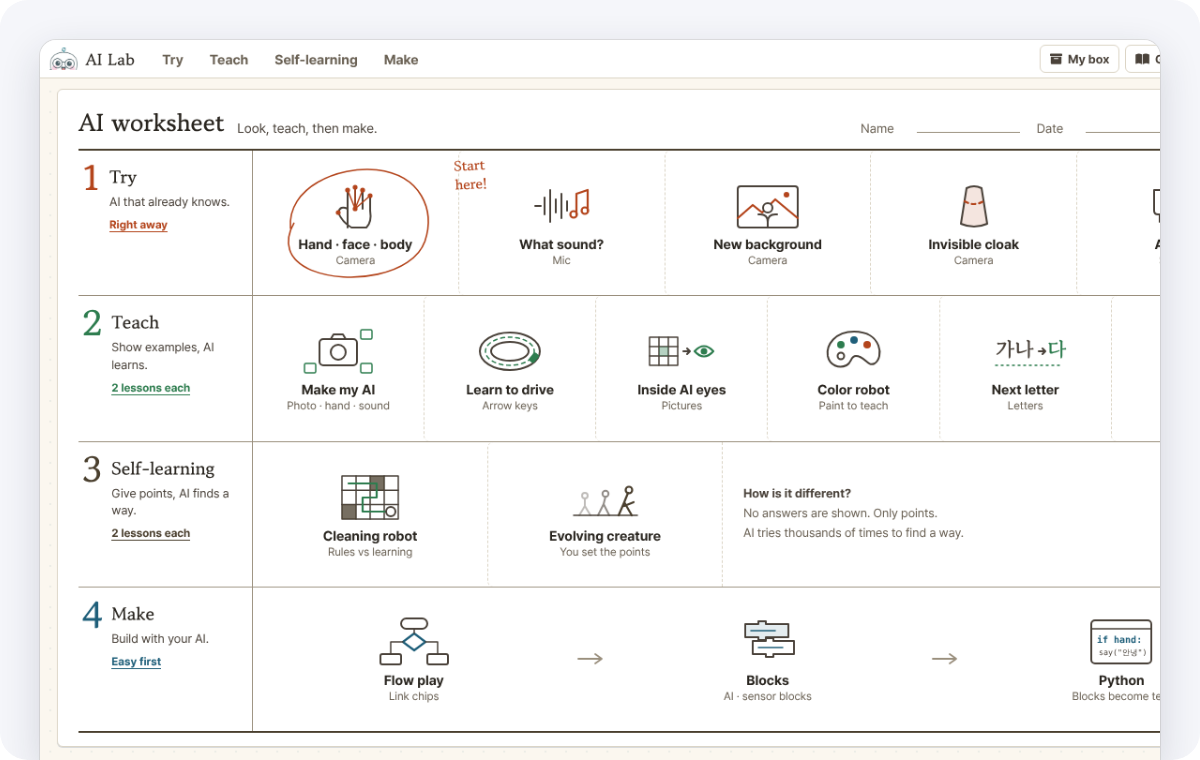 AI Lab Try Teach Self-learning Make My box
AI worksheet Look, teach, then make. Name Date
1 Try
AI that already knows.
Right away
Start
here!
Hand · face · body
Camera
What sound?
Mic
New background
Camera
Invisible cloak
Camera
2 Teach
Show examples, AI
learns.
2 lessons each
Make my AI
Photo · hand · sound
Learn to drive
Arrow keys
Inside AI eyes
Pictures
Color robot
Paint to teach
가나→다
Next letter
Letters
3 Self-learning
Give points, AI finds a
way.
2 lessons each
Cleaning robot
Rules vs learning
Evolving creature
You set the points
How is it different?
No answers are shown. Only points.
AI tries thousands of times to find a way.
4 Make
Build with your AI.
Easy first
Flow play
Link chips
Blocks
AI · sensor blocks
if hand:
say("안녕")
Python
Blocks become